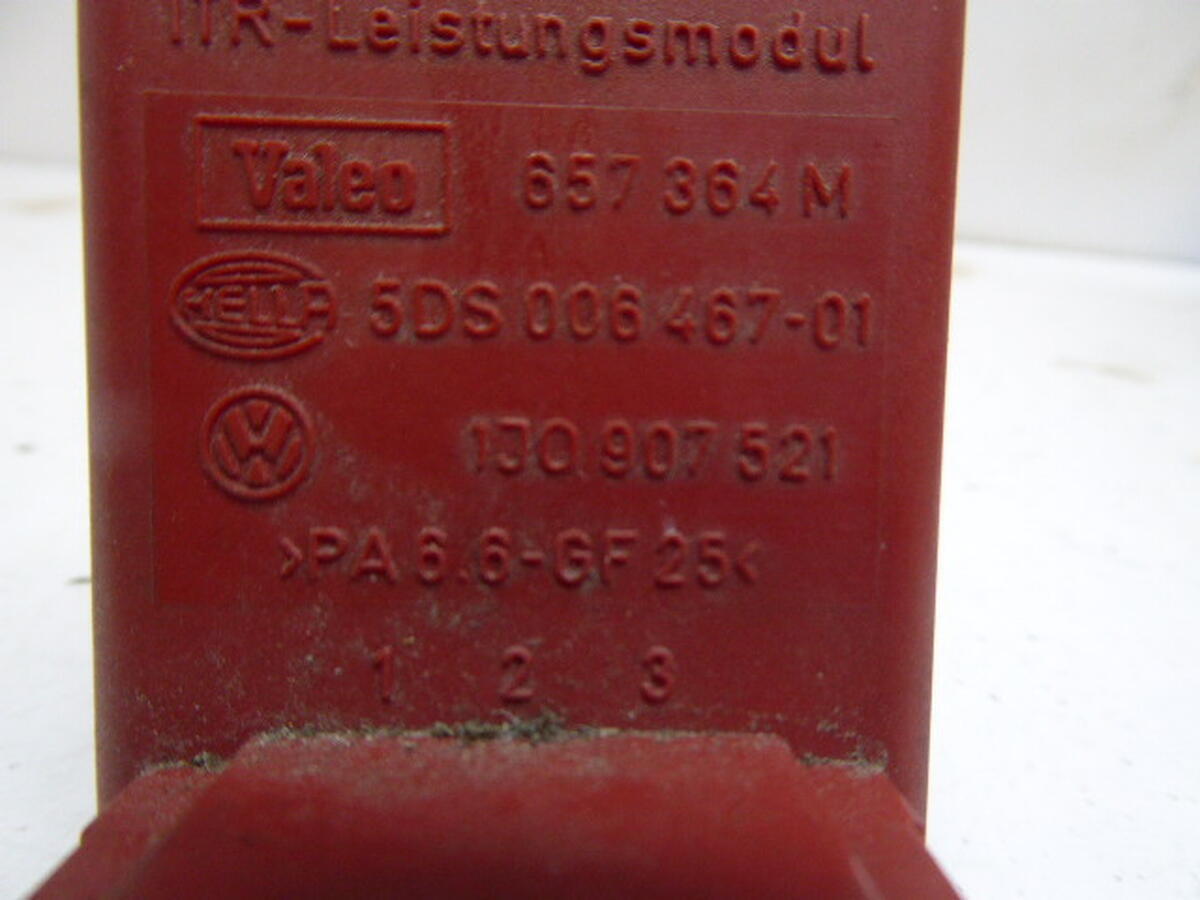 ITR-Leistungsmodul
Valeo 657 364 M
HELLA 5DS 006 467-01
1JO 907 521
>PA 6.6-GF 25<
1 2 3